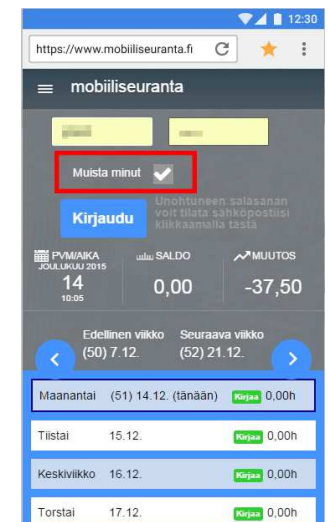 12:30
https://www.mobiiliseuranta.fi
mobiiliseuranta
Muista minut
Kirjaudu
Unohtuneen salasanan
voit tilata sähköpostiisi
klikkaamalla tästä
PVM/AIKA SALDO MUUTOS
JOULUKUU 2015
14 0,00 -37,50
10:05
Edellinen viikko Seuraava viikko
(50) 7.12. (52) 21.12.
Maanantai (51) 14.12. (tänään) Kirjaa 0,00h
Tiistai 15.12. Kirjaa 0,00h
Keskiviikko 16.12. Kirjaa 0,00h
Torstai 17.12. Kirjaa 0,00h